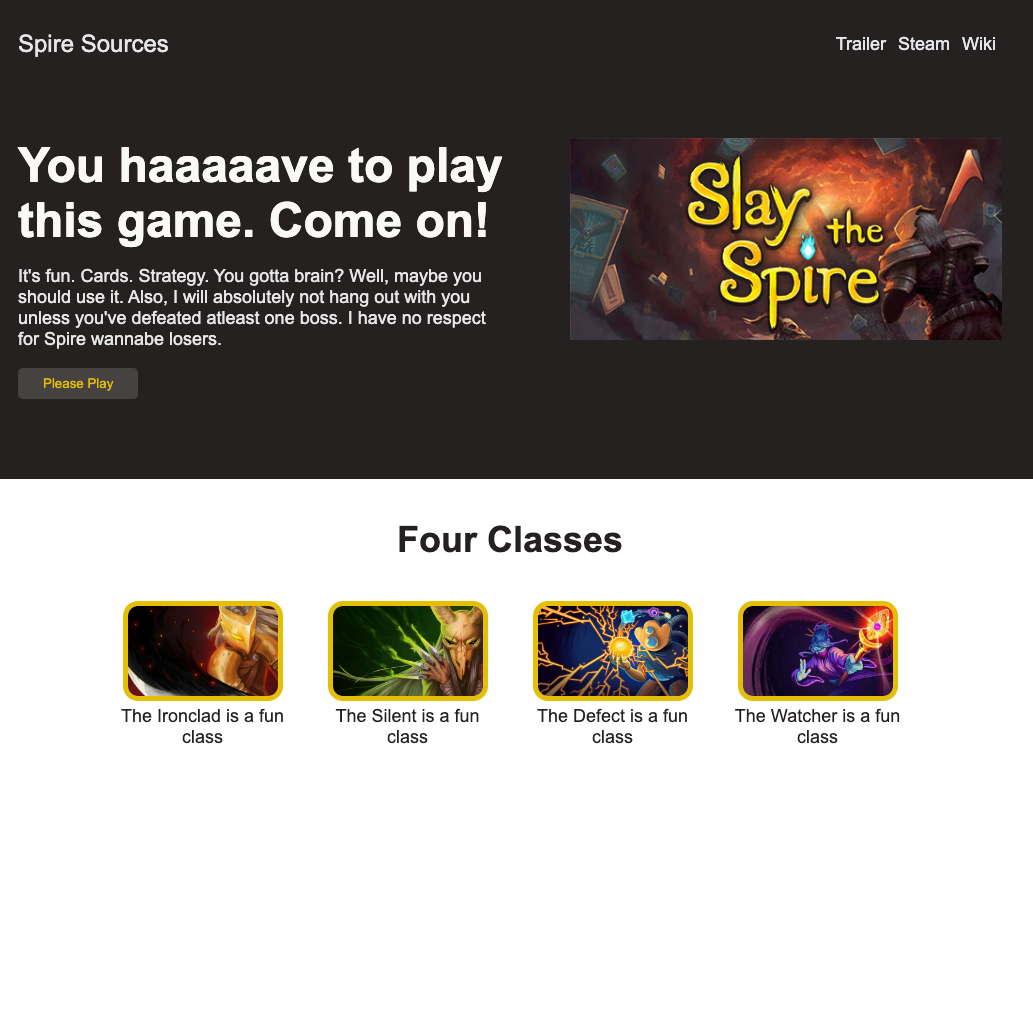 Spire Sources
Trailer Steam Wiki
You haaaaave to play
this game. Come on!
It's fun. Cards. Strategy. You gotta brain? Well, maybe you
should use it. Also, I will absolutely not hang out with you
unless you've defeated atleast one boss. I have no respect
for Spire wannabe losers.
Please Play
Slay the
Spire
Four Classes
The Ironclad is a fun
class
The Silent is a fun
class
The Defect is a fun
class
The Watcher is a fun
class